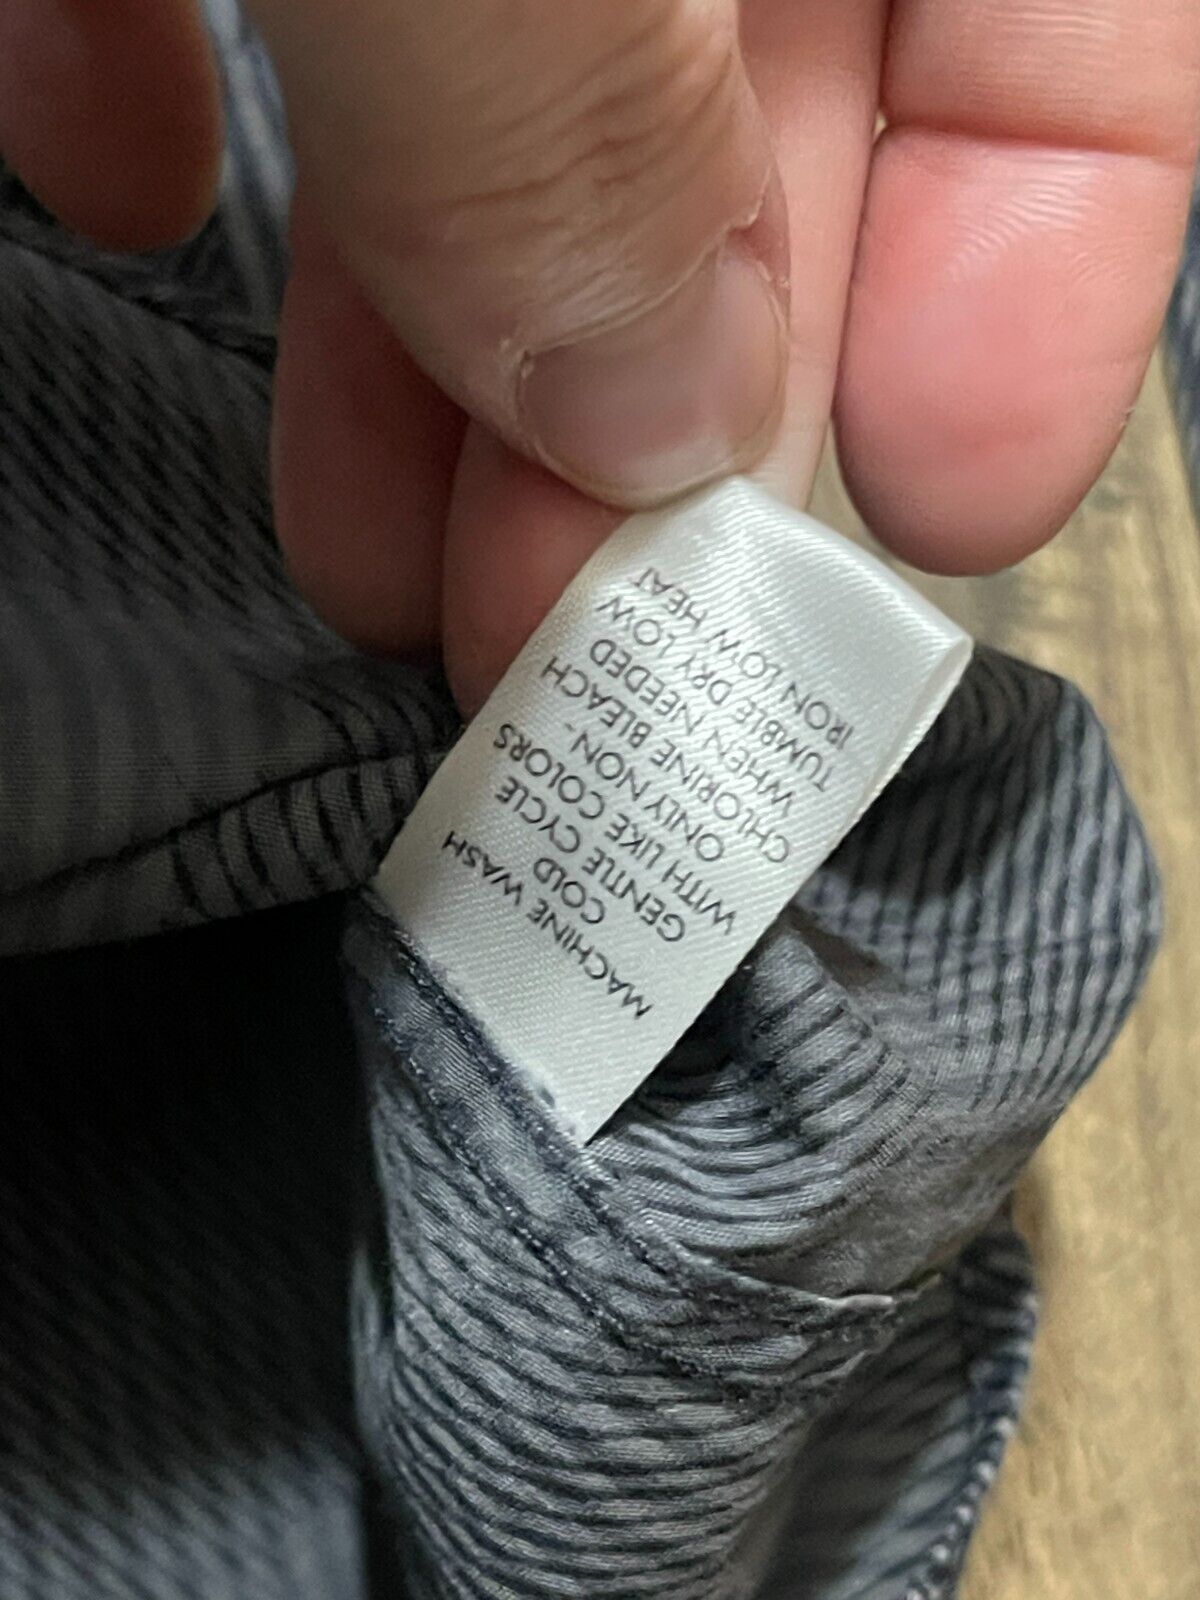 MACHINE WASH
COLD
GENTLE CYCLE
WITH LIKE COLORS
ONLY NON-
CHLORINE BLEACH
WHEN NEEDED
TUMBLE DRY LOW
IRON LOW HEAT